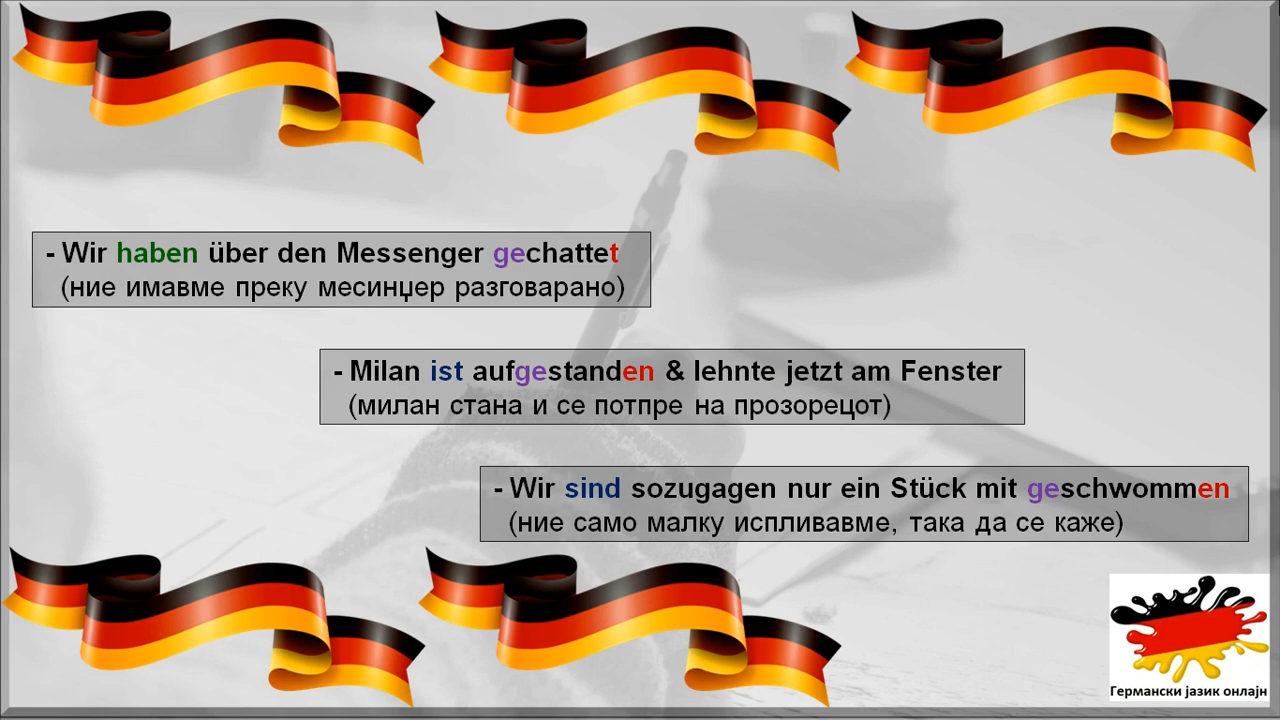 - Wir haben über den Messenger gechattet
(ние имавме преку месинџер разговарано)
- Milan ist aufgestanden & lehnte jetzt am Fenster
(милан стана и се потпре на прозорецот)
- Wir sind sozugagen nur ein Stück mit geschwommen
(ние само малку испливавме, така да се каже)
Германски јазик онлајн